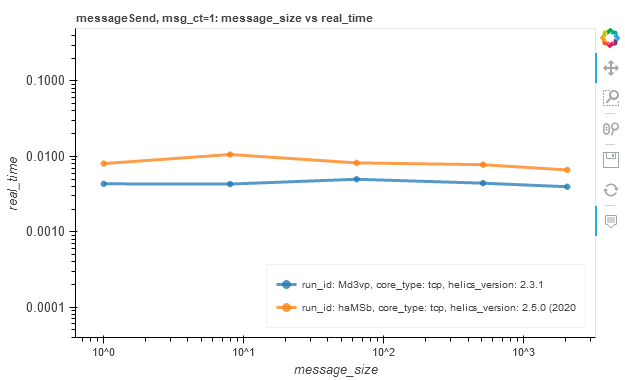 messageSend, msg_ct=1: message_size vs real_time
0.1000
0.0100
0.0010
0.0001
real_time
run_id: Md3vp, core_type: tcp, helics_version: 2.3.1
run_id: haMSb, core_type: tcp, helics_version: 2.5.0 (2020
10^0
10^1
10^2
10^3
message_size